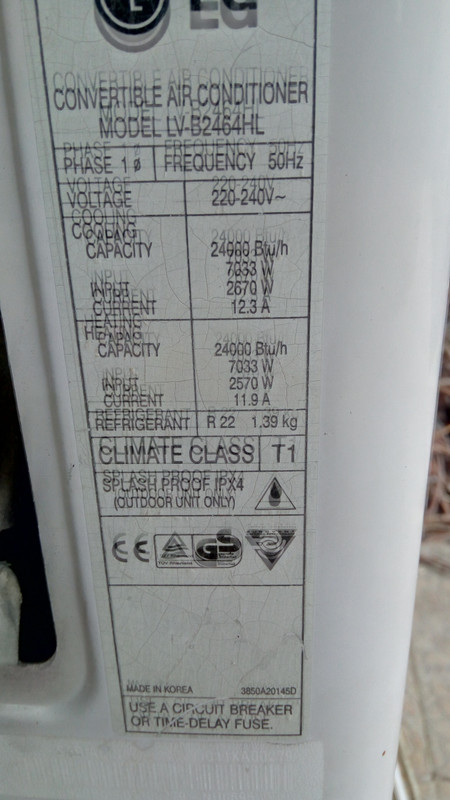 LG
CONVERTIBLE AIR CONDITIONER
MODEL LV-B2464HL
PHASE 1 ø FREQUENCY 50Hz
VOLTAGE 220-240V~
COOLING
CAPACITY 24000 Btu/h
7033 W
INPUT 2670 W
CURRENT 12.3 A
HEATING
CAPACITY 24000 Btu/h
7033 W
INPUT 2570 W
CURRENT 11.9 A
REFRIGERANT R 22 1.39 kg
CLIMATE CLASS T1
SPLASH PROOF IPX4
(OUTDOOR UNIT ONLY)
CE GS
MADE IN KOREA 3850A20145D
USE A CIRCUIT BREAKER
OR TIME-DELAY FUSE.